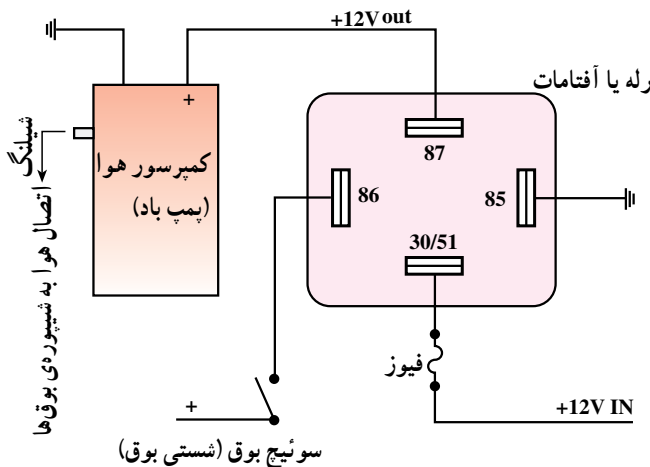 +12V out
رله یا آفتامات
+
کمپرسور هوا
(پمپ باد)
شیلنگ
اتصال هوا به شیپوره‌ی بوق‌ها
87
86
85
30/51
فیوز
+12V IN
+
سوئیچ بوق (شستی بوق)